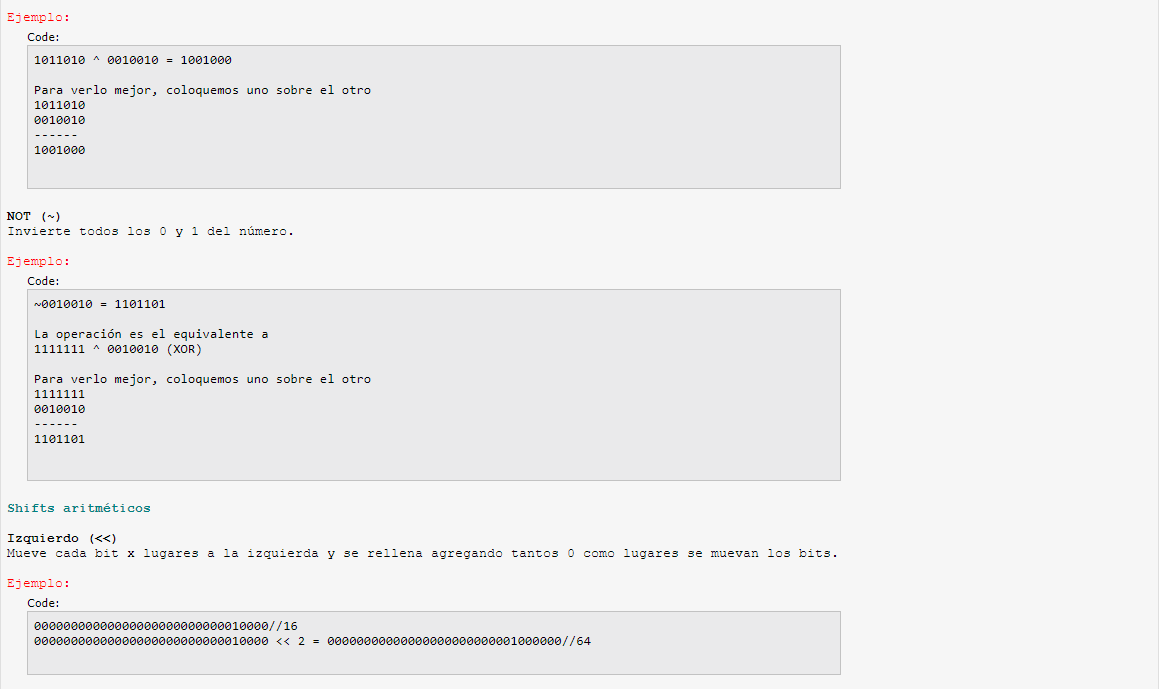 Ejemplo:
Code:
1011010 ^ 0010010 = 1001000
Para verlo mejor, coloquemos uno sobre el otro
1011010
0010010
------
1001000
NOT (~)
Invierte todos los 0 y 1 del número.
Ejemplo:
Code:
~0010010 = 1101101
La operación es el equivalente a
1111111 ^ 0010010 (XOR)
Para verlo mejor, coloquemos uno sobre el otro
1111111
0010010
------
1101101
Shifts aritméticos
Izquierdo (<<)
Mueve cada bit x lugares a la izquierda y se rellena agregando tantos 0 como lugares se muevan los bits.
Ejemplo:
Code:
00000000000000000000000000010000//16
00000000000000000000000000010000 << 2 = 00000000000000000000000001000000//64